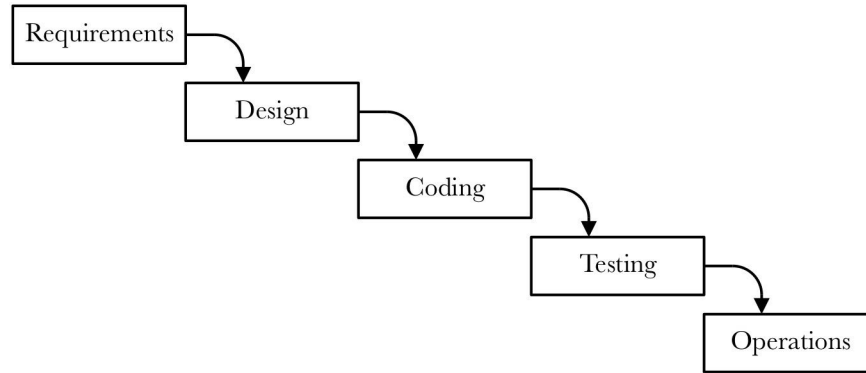 Requirements
Design
Coding
Testing
Operations